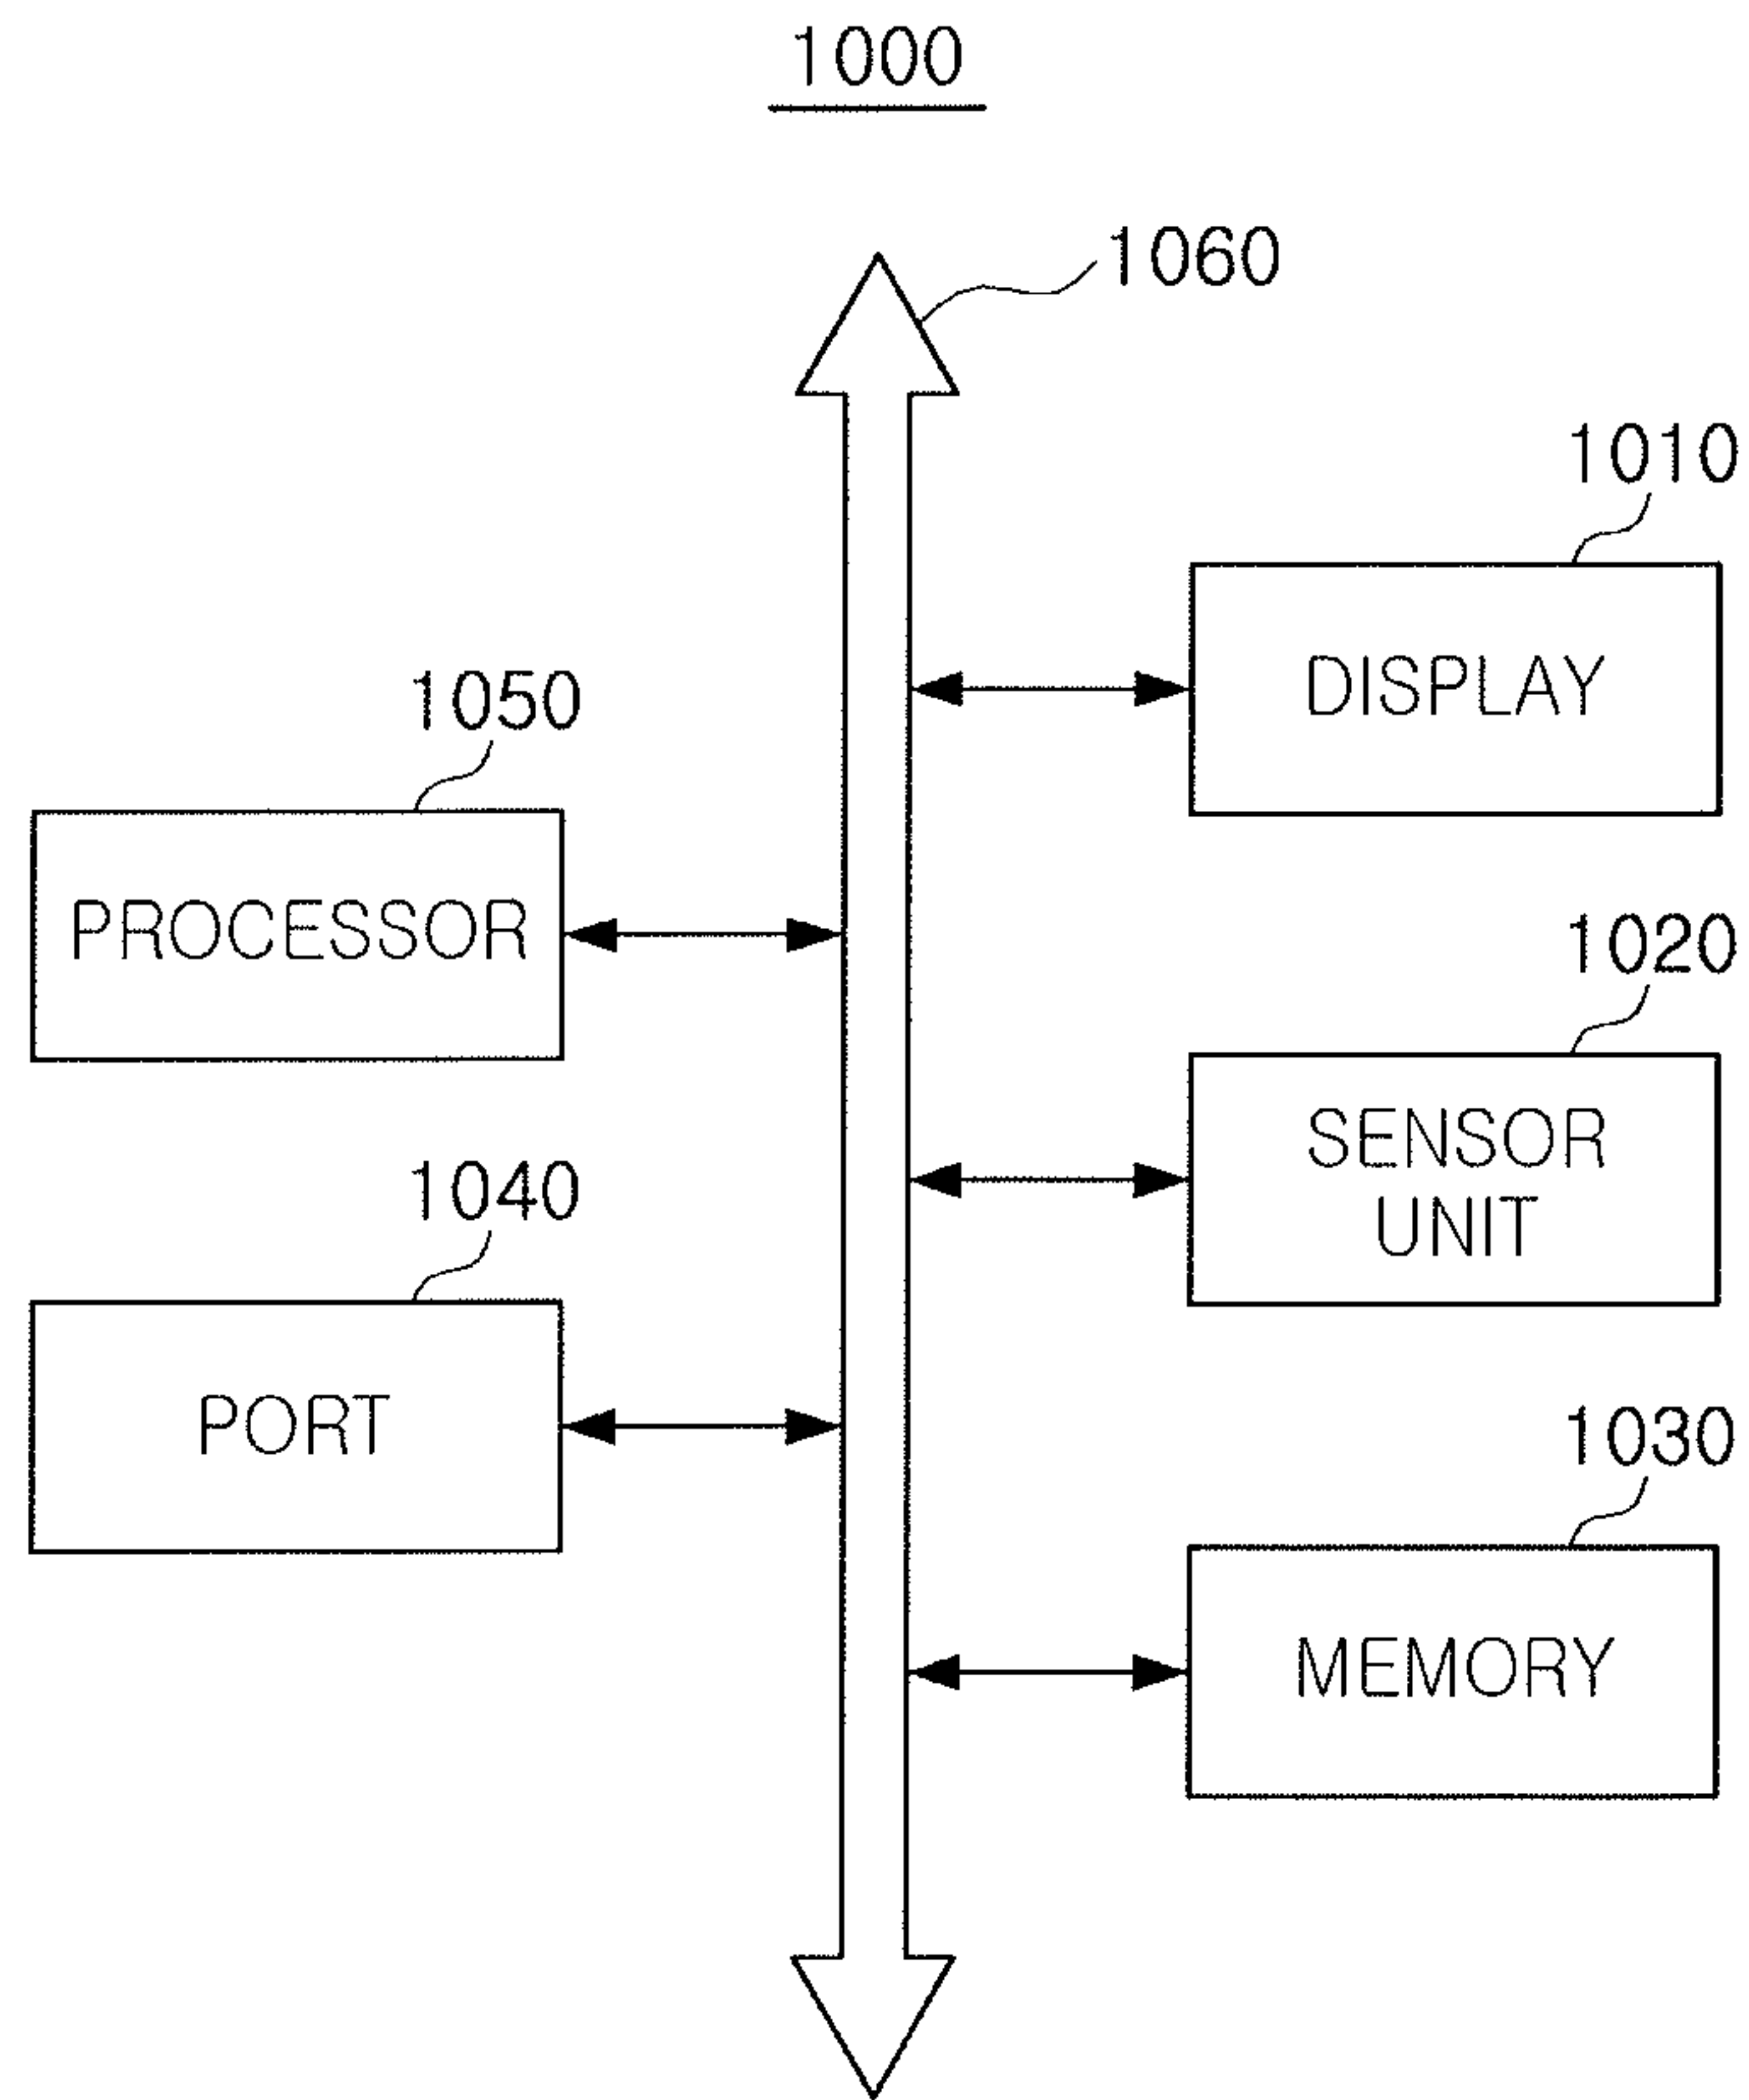 1000
1060
1010
DISPLAY
1050
PROCESSOR
1020
SENSOR
UNIT
1040
PORT
1030
MEMORY